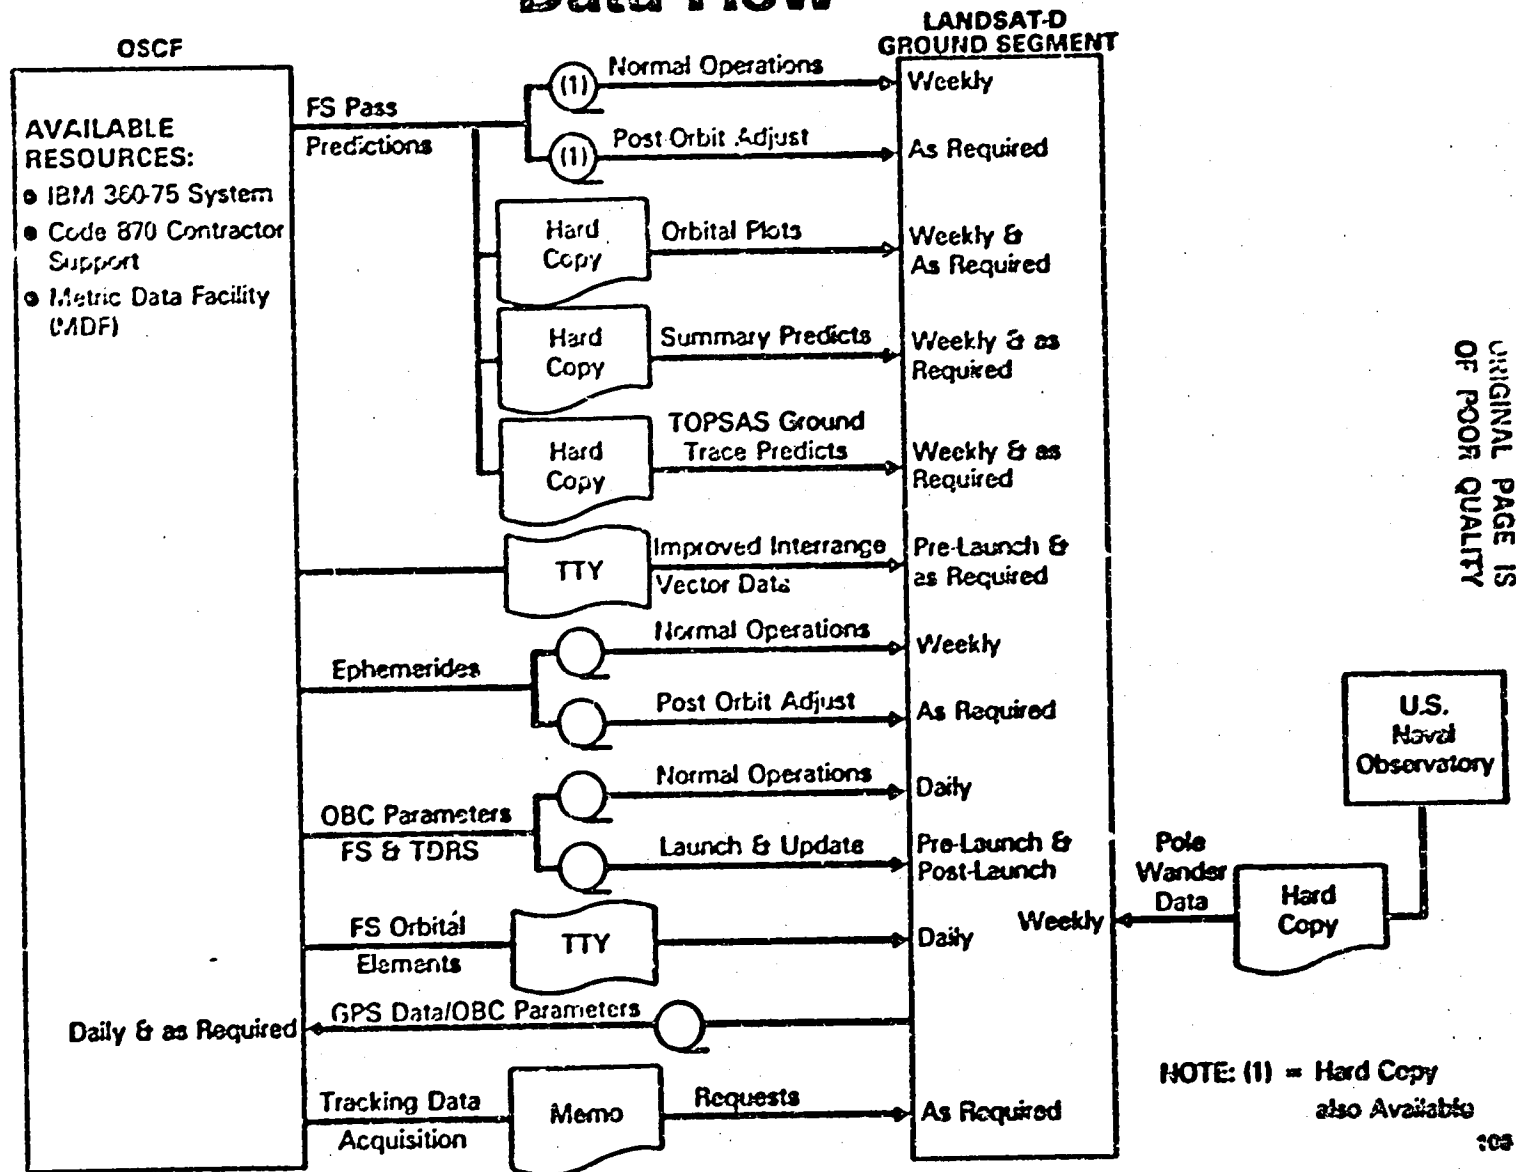 Data Flow
OSCF
LANDSAT-D
GROUND SEGMENT
AVAILABLE
RESOURCES:
• IBM 360-75 System
• Code 870 Contractor
Support
• Metric Data Facility
(MDF)
FS Pass
Predictions
(1)
Normal Operations
Weekly
(1)
Post Orbit Adjust
As Required
Hard
Copy
Orbital Plots
Weekly &
As Required
Hard
Copy
Summary Predicts
Weekly & as
Required
Hard
Copy
TOPSAS Ground
Trace Predicts
Weekly & as
Required
TTY
Improved Interrange
Vector Data
Pre-Launch &
as Required
Ephemerides
Normal Operations
Weekly
Post Orbit Adjust
As Required
OBC Parameters
FS & TDRS
Normal Operations
Daily
Launch & Update
Pre-Launch &
Post-Launch
FS Orbital
Elements
TTY
Daily
Daily & as Required
GPS Data/OBC Parameters
Tracking Data
Acquisition
Memo
Requests
As Required
U.S.
Naval
Observatory
Hard
Copy
Pole
Wander
Data
Weekly
NOTE: (1) = Hard Copy
also Available
ORIGINAL PAGE IS
OF POOR QUALITY